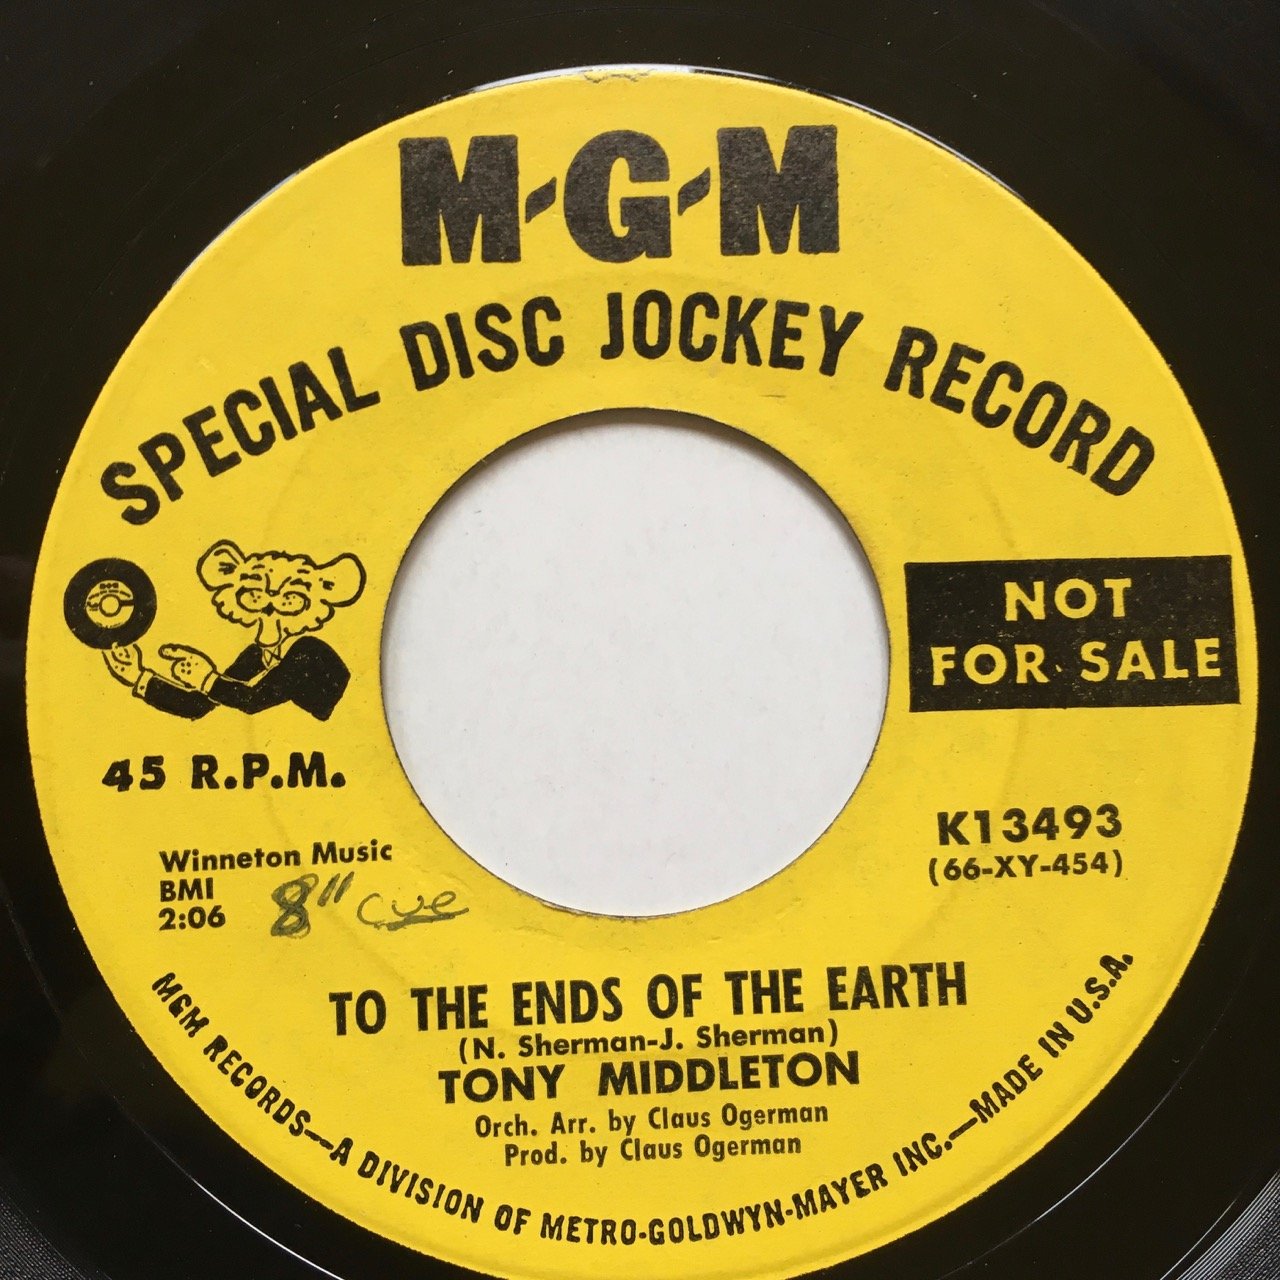 M-G-M
SPECIAL DISC JOCKEY RECORD
NOT
FOR SALE
45 R.P.M.
K13493
(66-XY-454)
Winneton Music
BMI
2:06
8" cue
TO THE ENDS OF THE EARTH
(N. Sherman-J. Sherman)
TONY MIDDLETON
Orch. Arr. by Claus Ogerman
Prod. by Claus Ogerman
MGM RECORDS—A DIVISION OF METRO-GOLDWYN-MAYER INC.—MADE IN U.S.A.